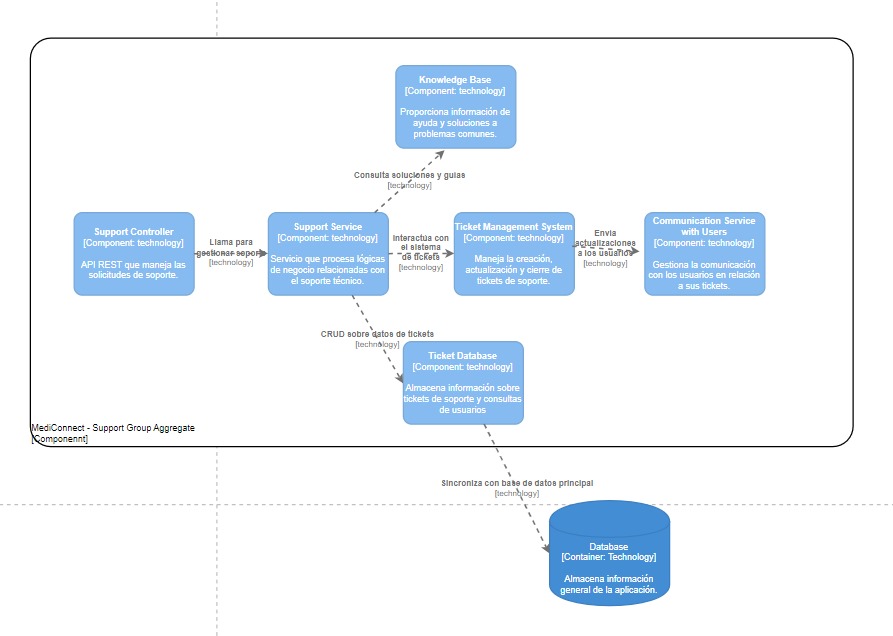 Knowledge Base
[Component: technology]
Proporciona información de
ayuda y soluciones a
problemas comunes.
Consulta soluciones y guias
[technology]
Support Controller
[Component: technology]
API REST que maneja las
solicitudes de soporte.
Llama para
gestionar soporte
[technology]
Support Service
[Component: technology]
Servicio que procesa lógicas
de negocio relacionadas con
el soporte técnico.
Interactúa con
el sistema
de tickets
[technology]
Ticket Management System
[Component: technology]
Maneja la creación,
actualización y cierre de
tickets de soporte.
Envia
actualizaciones
a los usuarios
[technology]
Communication Service
with Users
[Component: technology]
Gestiona la comunicación
con los usuarios en relación
a sus tickets.
CRUD sobre datos de tickets
[technology]
Ticket Database
[Component: technology]
Almacena información sobre
tickets de soporte y consultas
de usuarios
MediConnect - Support Group Aggregate
[Componennt]
Sincroniza con base de datos principal
[technology]
Database
[Container: Technology]
Almacena información
general de la aplicación.